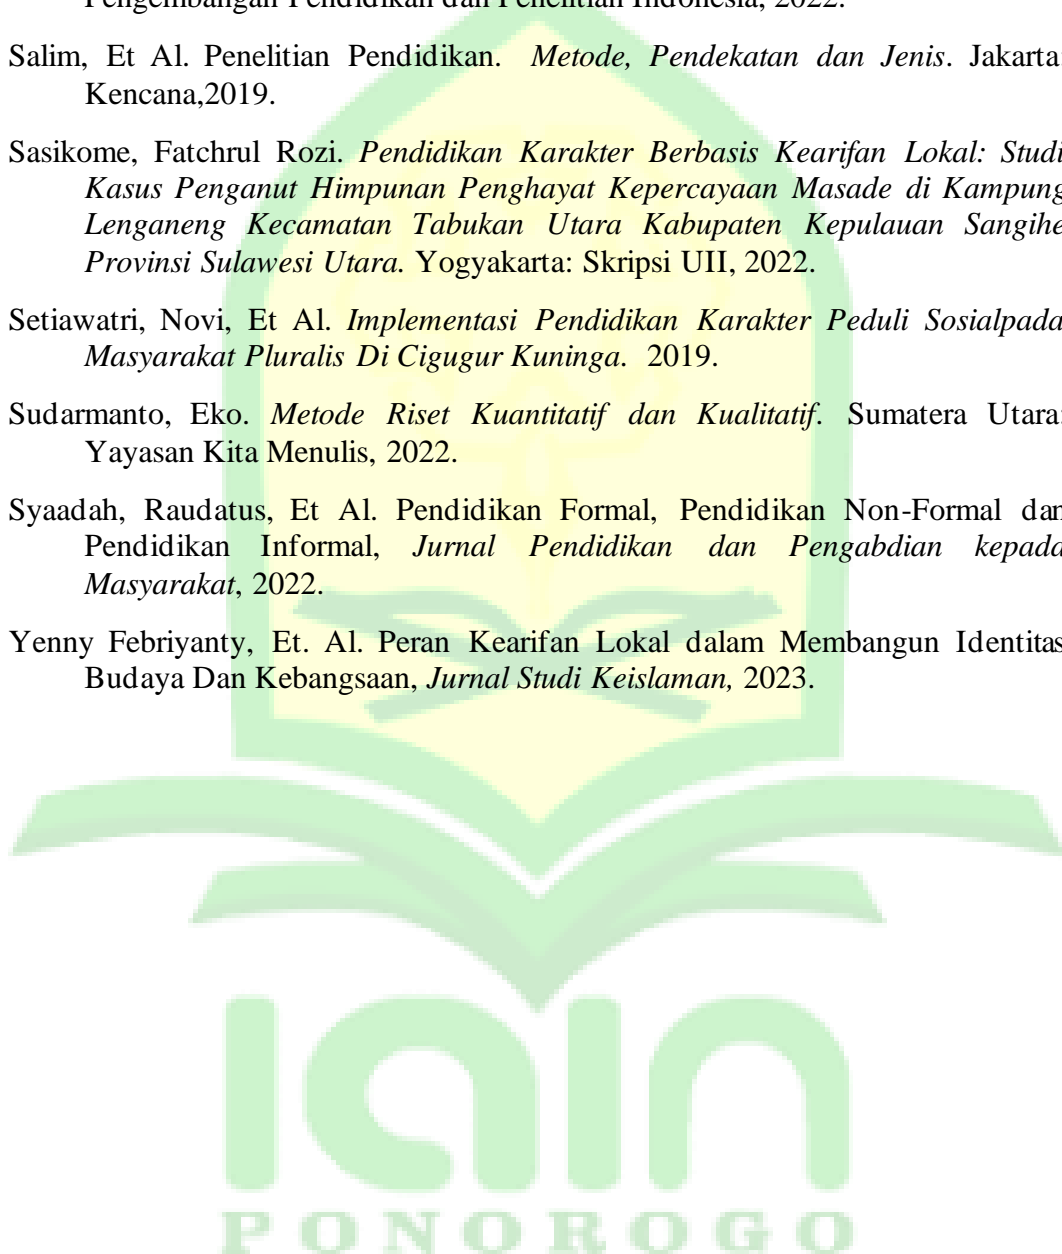 Pengembangan Pendidikan dan Penelitian Indonesia, 2022.
Salim, Et Al. Penelitian Pendidikan. Metode, Pendekatan dan Jenis. Jakarta:
Kencana,2019.
Sasikome, Fatchrul Rozi. Pendidikan Karakter Berbasis Kearifan Lokal: Studi
Kasus Penganut Himpunan Penghayat Kepercayaan Masade di Kampung
Lenganeng Kecamatan Tabukan Utara Kabupaten Kepulauan Sangihe
Provinsi Sulawesi Utara. Yogyakarta: Skripsi UII, 2022.
Setiawatri, Novi, Et Al. Implementasi Pendidikan Karakter Peduli Sosialpada
Masyarakat Pluralis Di Cigugur Kuninga. 2019.
Sudarmanto, Eko. Metode Riset Kuantitatif dan Kualitatif. Sumatera Utara:
Yayasan Kita Menulis, 2022.
Syaadah, Raudatus, Et Al. Pendidikan Formal, Pendidikan Non-Formal dan
Pendidikan Informal, Jurnal Pendidikan dan Pengabdian kepada
Masyarakat, 2022.
Yenny Febriyanty, Et. Al. Peran Kearifan Lokal dalam Membangun Identitas
Budaya Dan Kebangsaan, Jurnal Studi Keislaman, 2023.
iain
PONOROGO